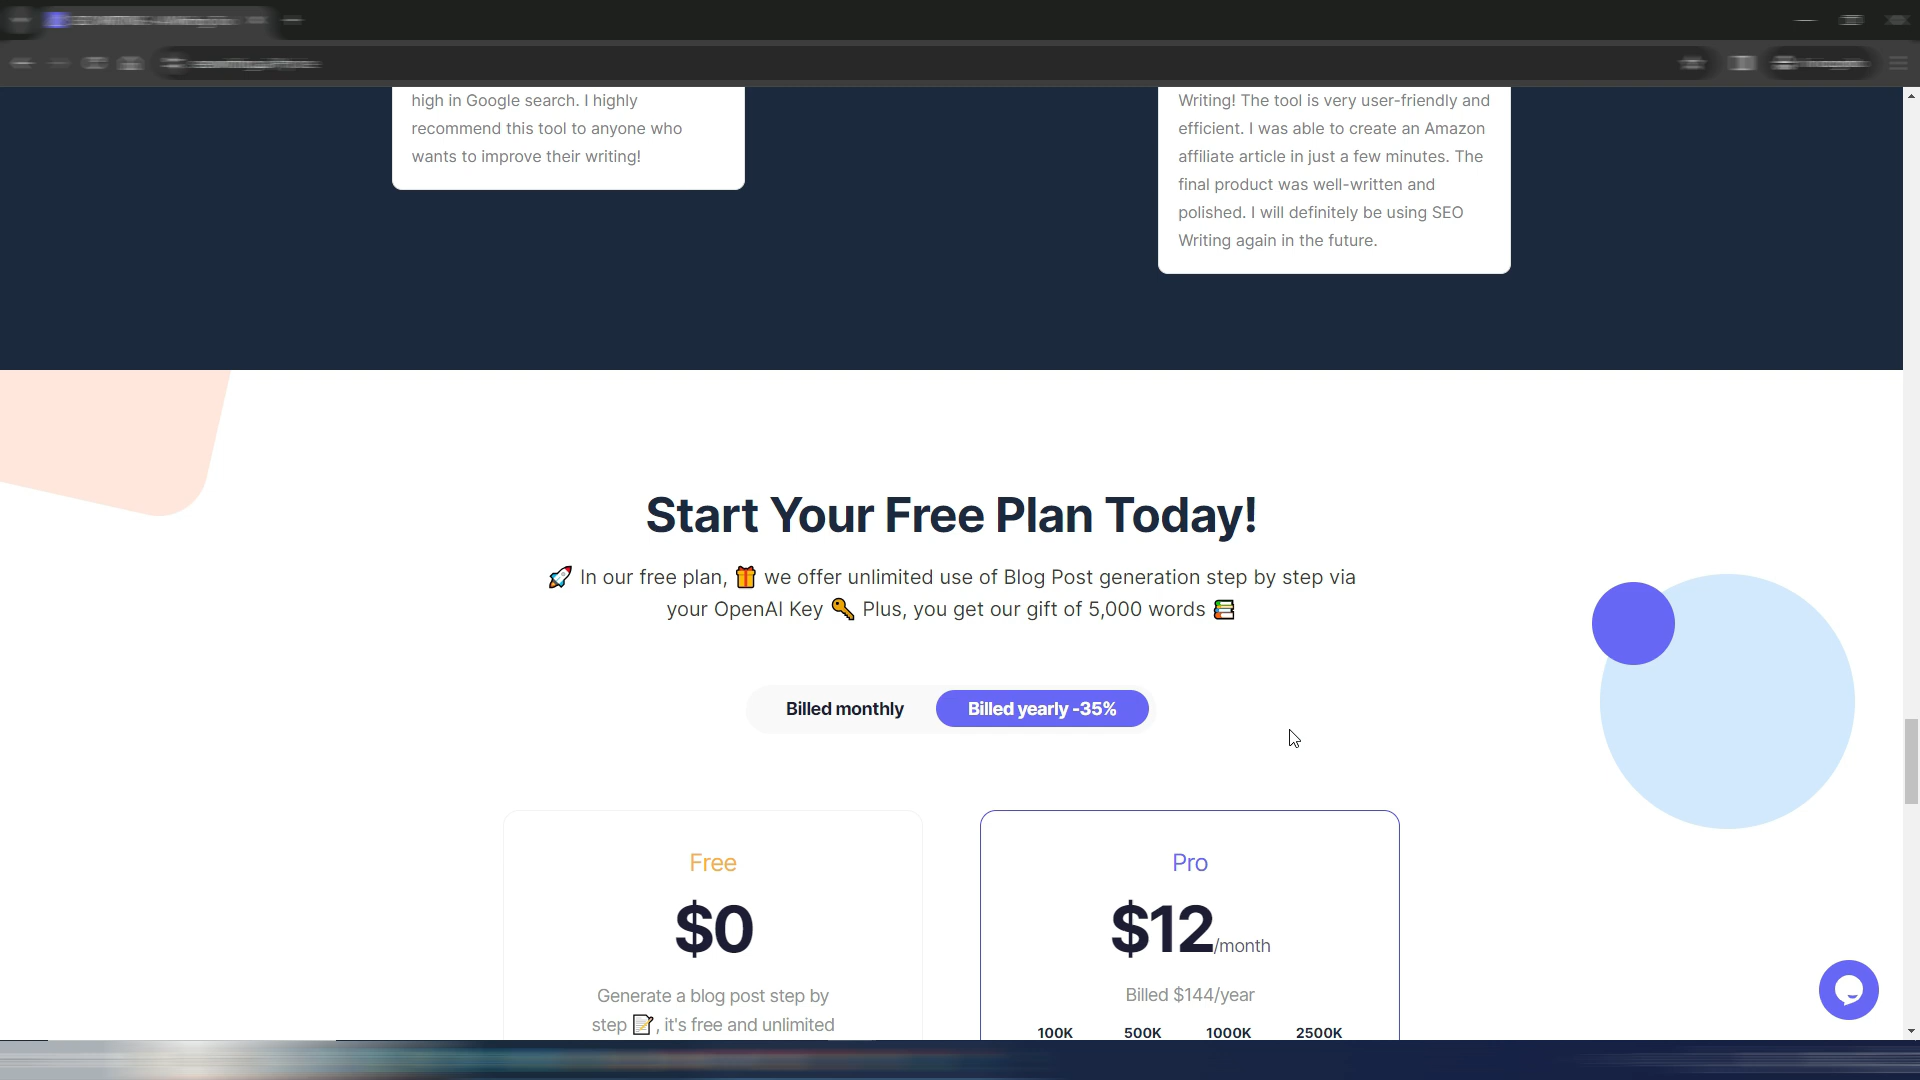 high in Google search. I highly
recommend this tool to anyone who
wants to improve their writing!
Writing! The tool is very user-friendly and
efficient. I was able to create an Amazon
affiliate article in just a few minutes. The
final product was well-written and
polished. I will definitely be using SEO
Writing again in the future.
Start Your Free Plan Today!
🚀 In our free plan, 🎁 we offer unlimited use of Blog Post generation step by step via
your OpenAI Key 🔑 Plus, you get our gift of 5,000 words 📚
Billed monthly
Billed yearly -35%
Free
$0
Generate a blog post step by
step 📝, it's free and unlimited
Pro
$12/month
Billed $144/year
100K 500K 1000K 2500K